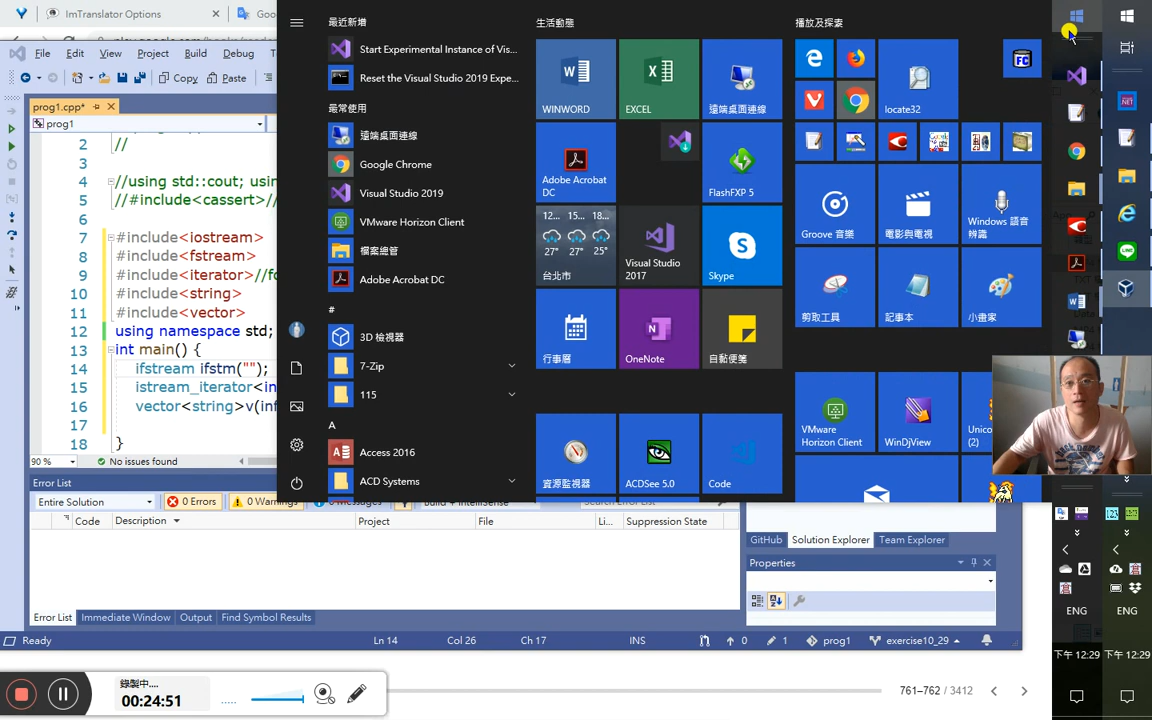 ImTranslator Options
Goo
File Edit View Project Build Debug
Copy Paste
prog1.cpp*
prog1
2 //
3
4 //using std::cout; usin
5 //#include<cassert>//
6
7 #include<iostream>
8 #include<fstream>
9 #include<iterator>//fo
10 #include<string>
11 #include<vector>
12 using namespace std;
13 int main() {
14 ifstream ifstm("");
15 istream_iterator<in
16 vector<string>v(inf
17
18 }
90 %
No issues found
最近新增
Start Experimental Instance of Vis...
Reset the Visual Studio 2019 Expe...
最常使用
遠端桌面連線
Google Chrome
Visual Studio 2019
VMware Horizon Client
檔案總管
Adobe Acrobat DC
#
3D 檢視器
7-Zip
115
A
Access 2016
ACD Systems
生活動態
WINWORD
EXCEL
遠端桌面連線
Adobe Acrobat DC
FlashFXP 5
12... 15... 18...
27° 27° 25°
台北市
Visual Studio 2017
Skype
行事曆
OneNote
自黏便箋
資源監視器
ACDSee 5.0
Code
播放及探索
FC
locate32
Groove 音樂
電影與電視
Windows 語音辨識
剪取工具
記事本
小畫家
VMware Horizon Client
WinDjView
Unico
(2)
Error List
Entire Solution
0 Errors
0 Warnings
Code Description Project File Li... Suppression State
Error List Immediate Window Output Find Symbol Results
GitHub Solution Explorer Team Explorer
Properties
Ready
Ln 14 Col 26 Ch 17 INS
0 1 prog1 exercise10_29
ENG ENG
下午 12:29 下午 12:29
錄製中....
00:24:51
761–762 / 3412